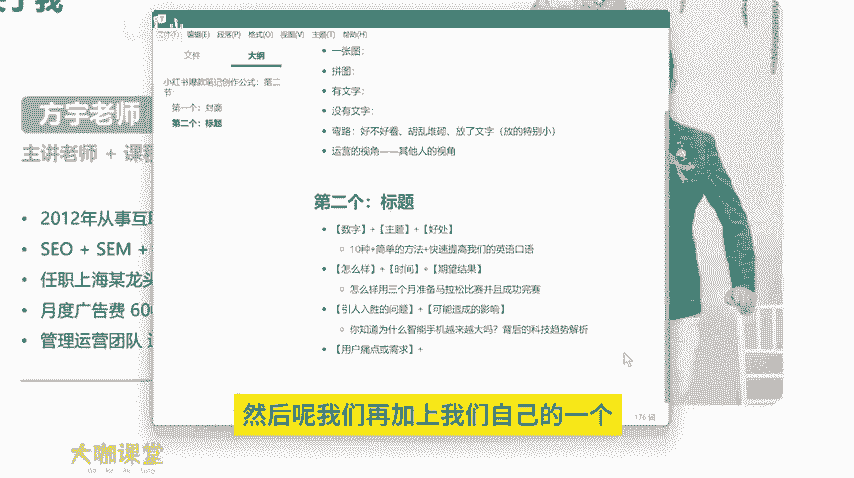 关于我
方宇老师
主讲老师 + 课程
2012年从事互联
SEO + SEM +
任职上海某龙头
月度广告费 600
管理运营团队
编辑(E) 段落(P) 格式(O) 视图(V) 主题(T) 帮助(H)
文件 大纲
小红书爆款笔记创作公式：第二节
第一个：封面
第二个：标题
一张图：
拼图：
有文字：
没有文字：
弯路：好不好看、胡乱堆砌、放了文字（放的特别小）
运营的视角——其他人的视角
第二个：标题
【数字】+【主题】+【好处】
10种+简单的方法+快速提高我们的英语口语
【怎么样】+【时间】+【期望结果】
怎么样用三个月准备马拉松比赛并且成功完赛
【引人入胜的问题】+【可能造成的影响】
你知道为什么智能手机越来越大吗？背后的科技趋势解析
【用户痛点或需求】+
176 词
然后呢我们再加上我们自己的一个
大咖课堂